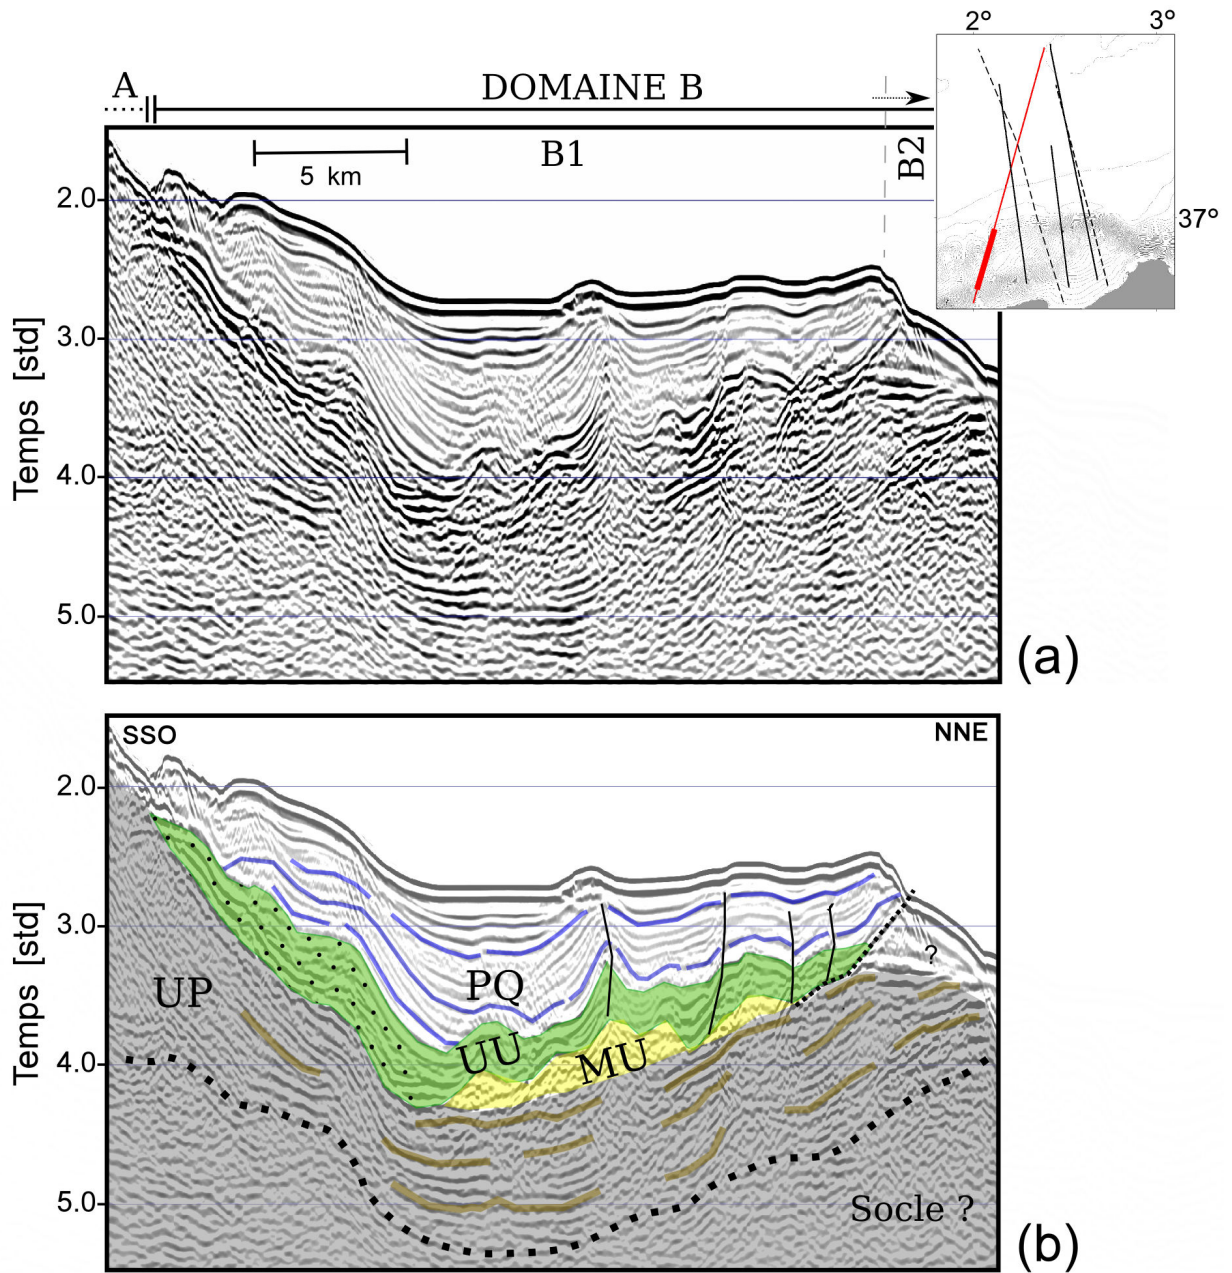 2° 3°
A DOMAINE B
B1
B2
5 km
37°
2.0
3.0
4.0
5.0
Temps [std]
(a)
SSO NNE
2.0
3.0
4.0
5.0
Temps [std]
UP
PQ
?
UU
MU
Socle ?
(b)